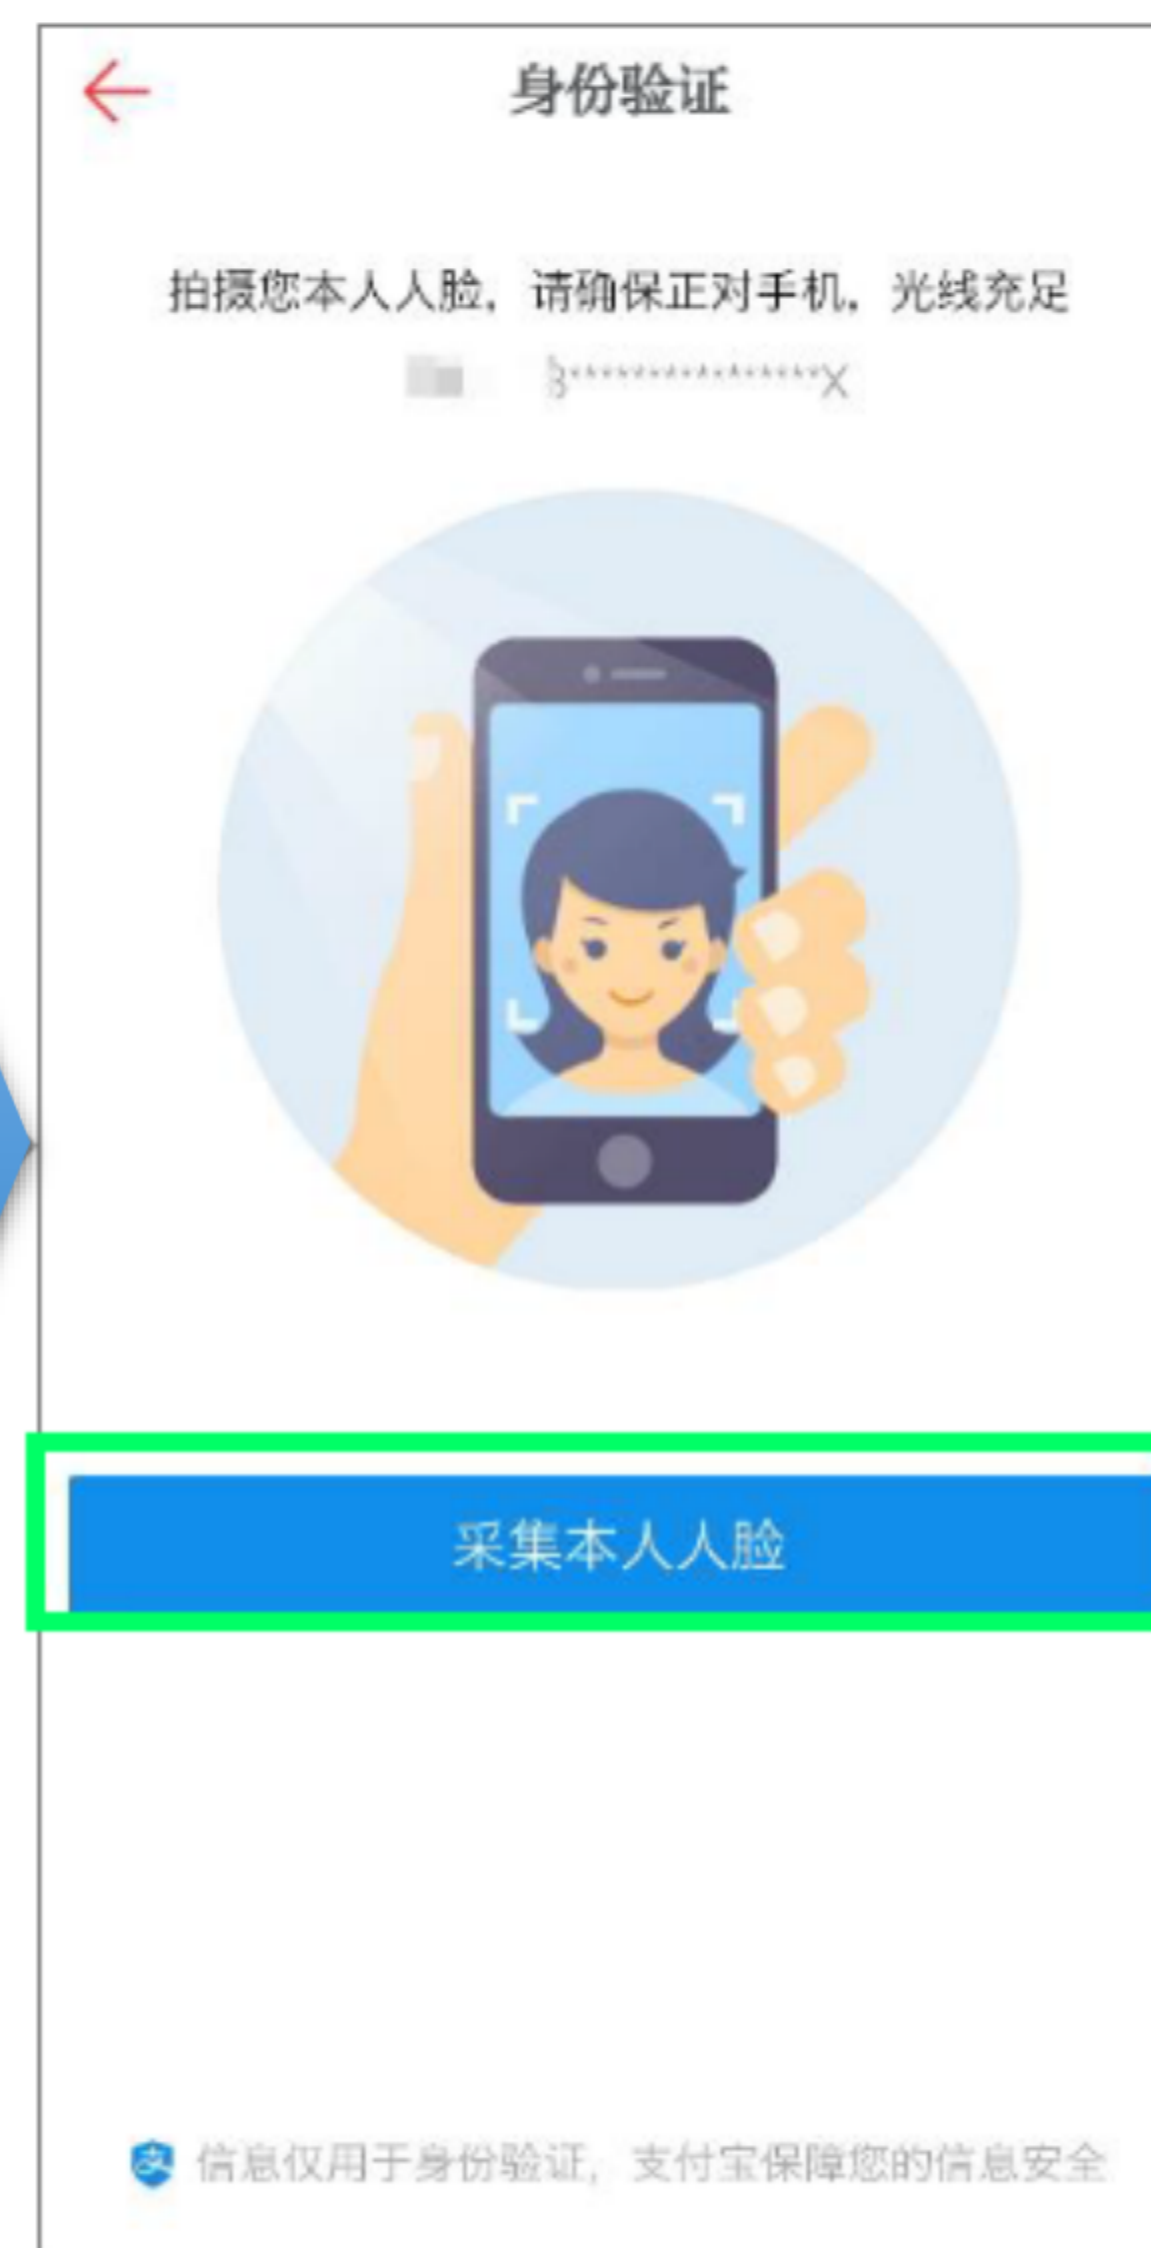 身份验证
拍摄您本人人脸，请确保正对手机，光线充足
3****************X
采集本人人脸
信息仅用于身份验证，支付宝保障您的信息安全